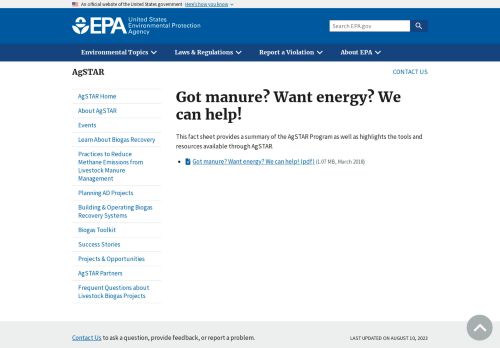 An official website of the United States government Here's how you know
EPA United States
Environmental Protection
Agency
Search EPA.gov
Environmental Topics Laws & Regulations Report a Violation About EPA
AgSTAR
CONTACT US
AgSTAR Home
About AgSTAR
Events
Learn About Biogas Recovery
Practices to Reduce
Methane Emissions from
Livestock Manure
Management
Planning AD Projects
Building & Operating Biogas
Recovery Systems
Biogas Toolkit
Success Stories
Projects & Opportunities
AgSTAR Partners
Frequent Questions about
Livestock Biogas Projects
Got manure? Want energy? We
can help!
This fact sheet provides a summary of the AgSTAR Program as well as highlights the tools and
resources available through AgSTAR.
Got manure? Want energy? We can help! (pdf) (1.07 MB, March 2018)
Contact Us to ask a question, provide feedback, or report a problem.
LAST UPDATED ON AUGUST 10, 2023